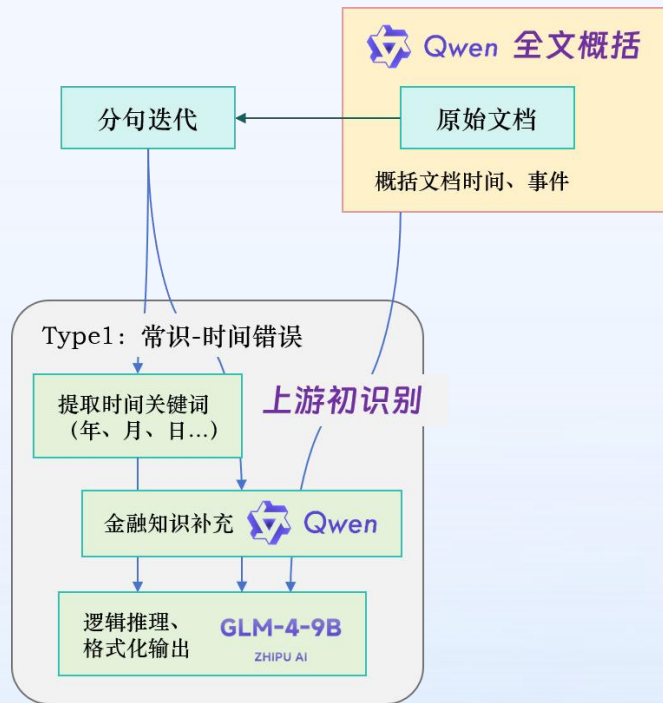 Qwen 全文概括
分句迭代
原始文档
概括文档时间、事件
Type1: 常识-时间错误
提取时间关键词
（年、月、日...）
上游初识别
金融知识补充 Qwen
逻辑推理、
格式化输出
GLM-4-9B
ZHIPU AI